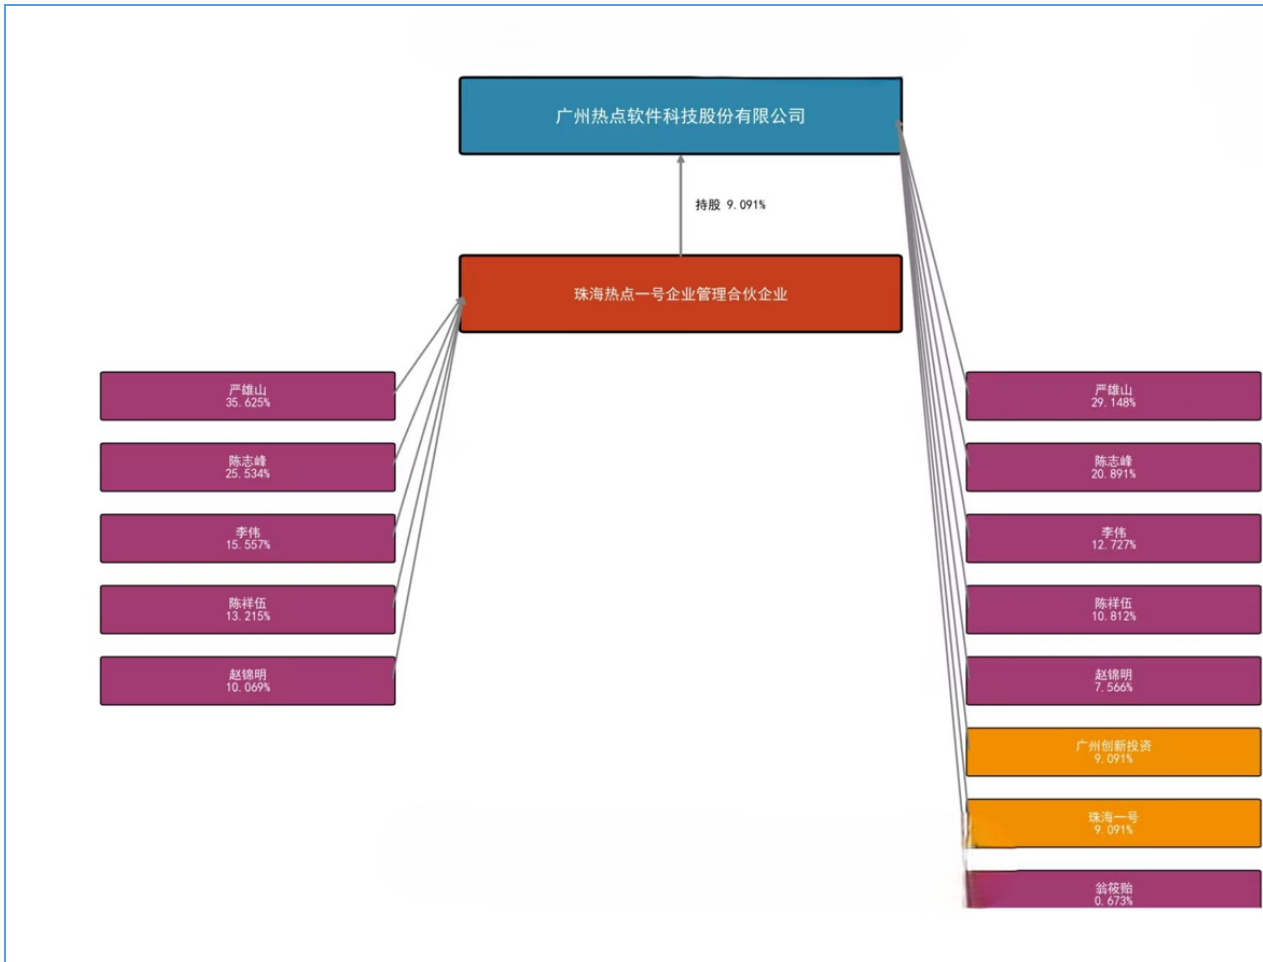 广州热点软件科技股份有限公司
持股 9.091%
珠海热点一号企业管理合伙企业
严雄山
35.625%
陈志峰
25.534%
李伟
15.557%
陈祥伍
13.215%
赵锦明
10.069%
严雄山
29.148%
陈志峰
20.891%
李伟
12.727%
陈祥伍
10.812%
赵锦明
7.566%
广州创新投资
9.091%
珠海一号
9.091%
翁筱贻
0.673%